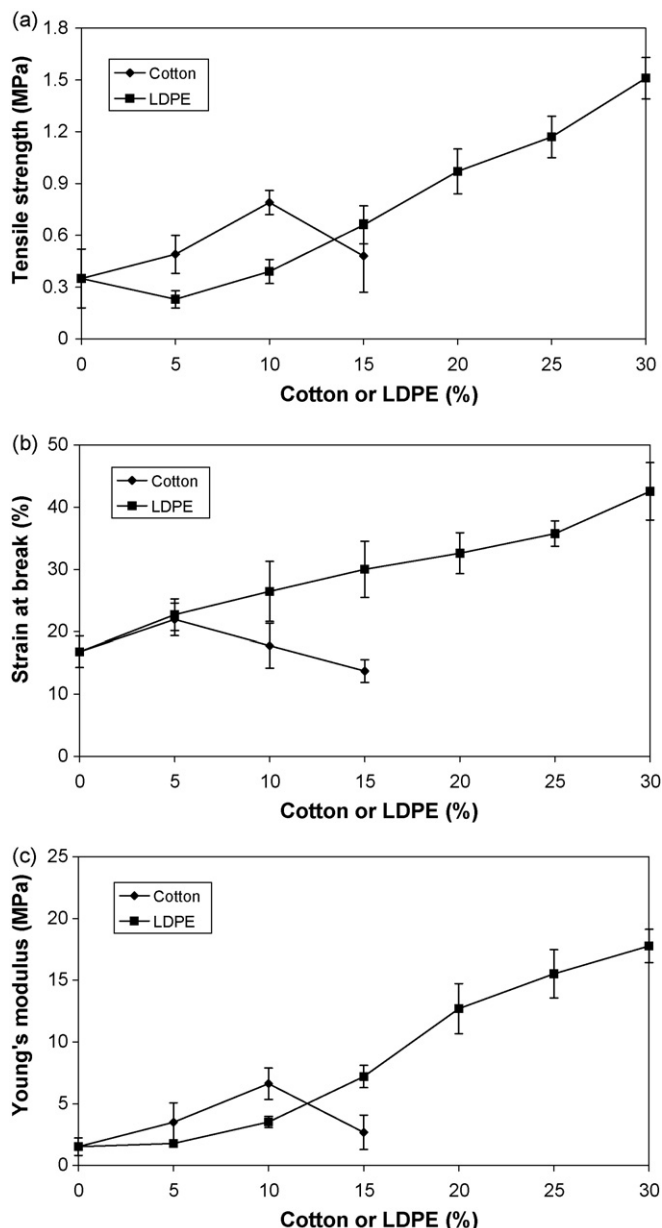 (a)
1.8
1.5
1.2
0.9
0.6
0.3
0
Tensile strength (MPa)
Cotton
LDPE
0 5 10 15 20 25 30
Cotton or LDPE (%)
(b)
50
40
30
20
10
0
Strain at break (%)
Cotton
LDPE
0 5 10 15 20 25 30
Cotton or LDPE (%)
(c)
25
20
15
10
5
0
Young's modulus (MPa)
Cotton
LDPE
0 5 10 15 20 25 30
Cotton or LDPE (%)